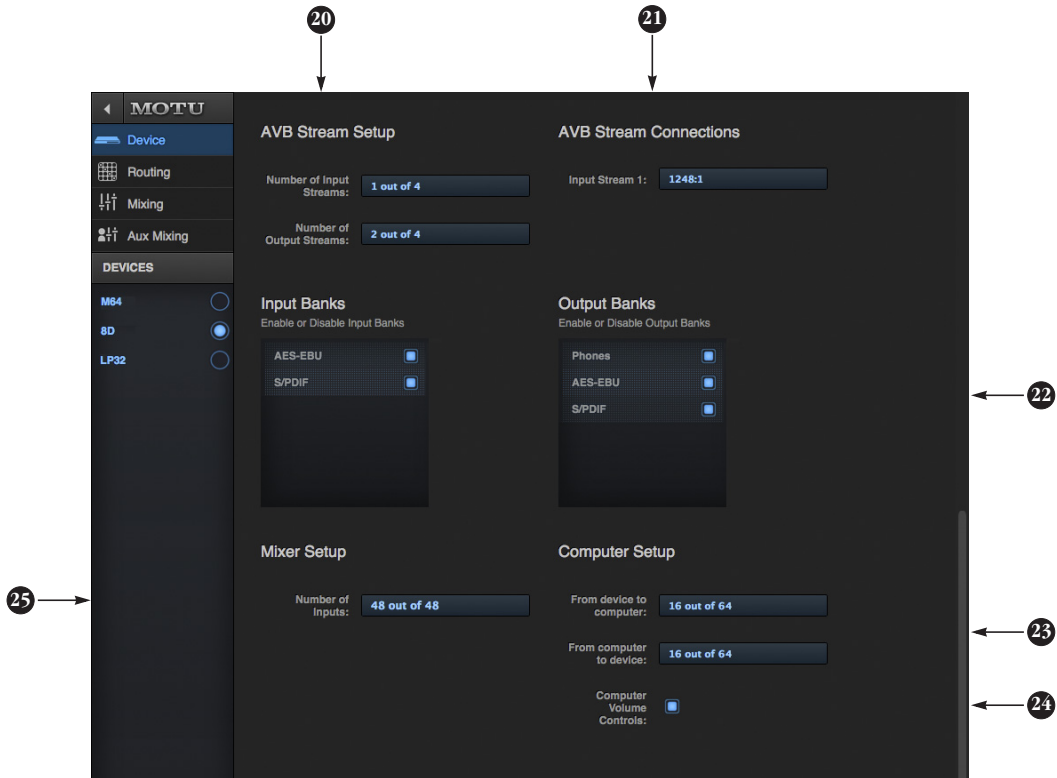 20
21
MOTU
Device
Routing
Mixing
Aux Mixing
DEVICES
M64
8D
LP32
AVB Stream Setup
Number of Input
Streams:
1 out of 4
Number of
Output Streams:
2 out of 4
AVB Stream Connections
Input Stream 1:
1248:1
Input Banks
Enable or Disable Input Banks
AES-EBU
S/PDIF
Output Banks
Enable or Disable Output Banks
Phones
AES-EBU
S/PDIF
22
Mixer Setup
Number of
Inputs:
48 out of 48
Computer Setup
From device to
computer:
16 out of 64
From computer
to device:
16 out of 64
Computer
Volume
Controls:
25
23
24